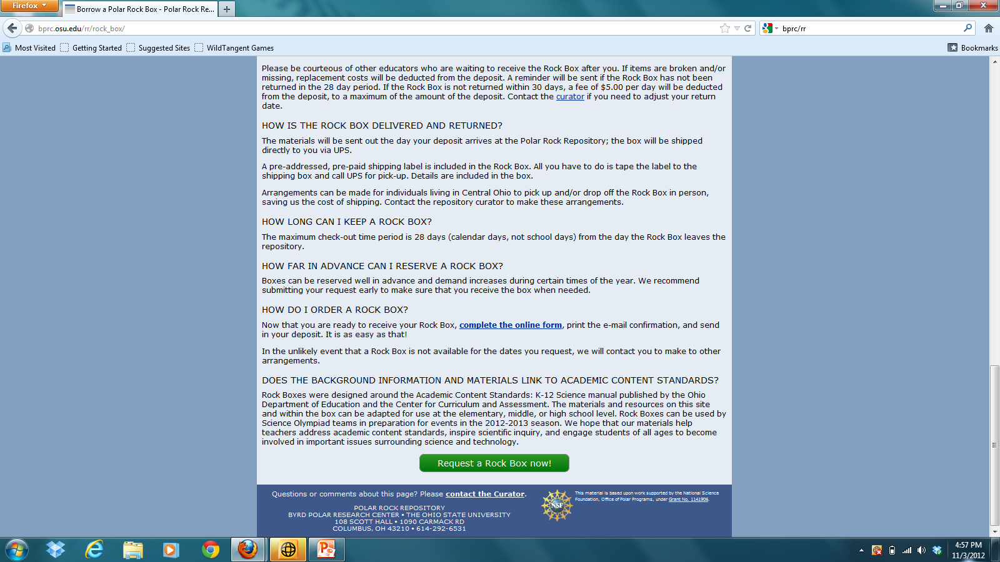 Firefox
Borrow a Polar Rock Box - Polar Rock Re...
bprc.osu.edu/rr/rock_box/
bprc/rr
Most Visited
Getting Started
Suggested Sites
WildTangent Games
Bookmarks
Please be courteous of other educators who are waiting to receive the Rock Box after you. If items are broken and/or
missing, replacement costs will be deducted from the deposit. A reminder will be sent if the Rock Box has not been
returned in the 28 day period. If the Rock Box is not returned within 30 days, a fee of $5.00 per day will be deducted
from the deposit, to a maximum of the amount of the deposit. Contact the curator if you need to adjust your return
date.
HOW IS THE ROCK BOX DELIVERED AND RETURNED?
The materials will be sent out the day your deposit arrives at the Polar Rock Repository; the box will be shipped
directly to you via UPS.
A pre-addressed, pre-paid shipping label is included in the Rock Box. All you have to do is tape the label to the
shipping box and call UPS for pick-up. Details are included in the box.
Arrangements can be made for individuals living in Central Ohio to pick up and/or drop off the Rock Box in person,
saving us the cost of shipping. Contact the repository curator to make these arrangements.
HOW LONG CAN I KEEP A ROCK BOX?
The maximum check-out time period is 28 days (calendar days, not school days) from the day the Rock Box leaves the
repository.
HOW FAR IN ADVANCE CAN I RESERVE A ROCK BOX?
Boxes can be reserved well in advance and demand increases during certain times of the year. We recommend
submitting your request early to make sure that you receive the box when needed.
HOW DO I ORDER A ROCK BOX?
Now that you are ready to receive your Rock Box, complete the online form, print the e-mail confirmation, and send
in your deposit. It is as easy as that!
In the unlikely event that a Rock Box is not available for the dates you request, we will contact you to make to other
arrangements.
DOES THE BACKGROUND INFORMATION AND MATERIALS LINK TO ACADEMIC CONTENT STANDARDS?
Rock Boxes were designed around the Academic Content Standards: K-12 Science manual published by the Ohio
Department of Education and the Center for Curriculum and Assessment. The materials and resources on this site
and within the box can be adapted for use at the elementary, middle, or high school level. Rock Boxes can be used by
Science Olympiad teams in preparation for events in the 2012-2013 season. We hope that our materials help
teachers address academic content standards, inspire scientific inquiry, and engage students of all ages to become
involved in important issues surrounding science and technology.
Request a Rock Box now!
Questions or comments about this page? Please contact the Curator.
POLAR ROCK REPOSITORY
BYRD POLAR RESEARCH CENTER • THE OHIO STATE UNIVERSITY
108 SCOTT HALL • 1090 CARMACK RD
COLUMBUS, OH 43210 • 614-292-6531
NSF
This material is based upon work supported by the National Science
Foundation, Office of Polar Programs, under Grant No. 1141906.
4:57 PM
11/3/2012